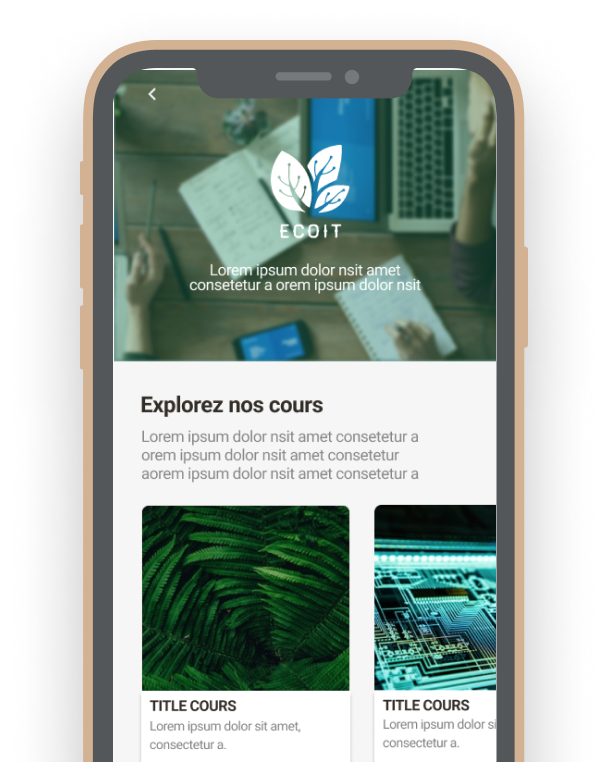 ECOIT
Lorem ipsum dolor nsit amet
consetetur a orem ipsum dolor nsit
Explorez nos cours
Lorem ipsum dolor nsit amet consetetur a
orem ipsum dolor nsit amet consetetur
aorem ipsum dolor nsit amet consetetur a
TITLE COURS
Lorem ipsum dolor sit amet,
consectetur a.
TITLE COURS
Lorem ipsum dolor si
consectetur a.